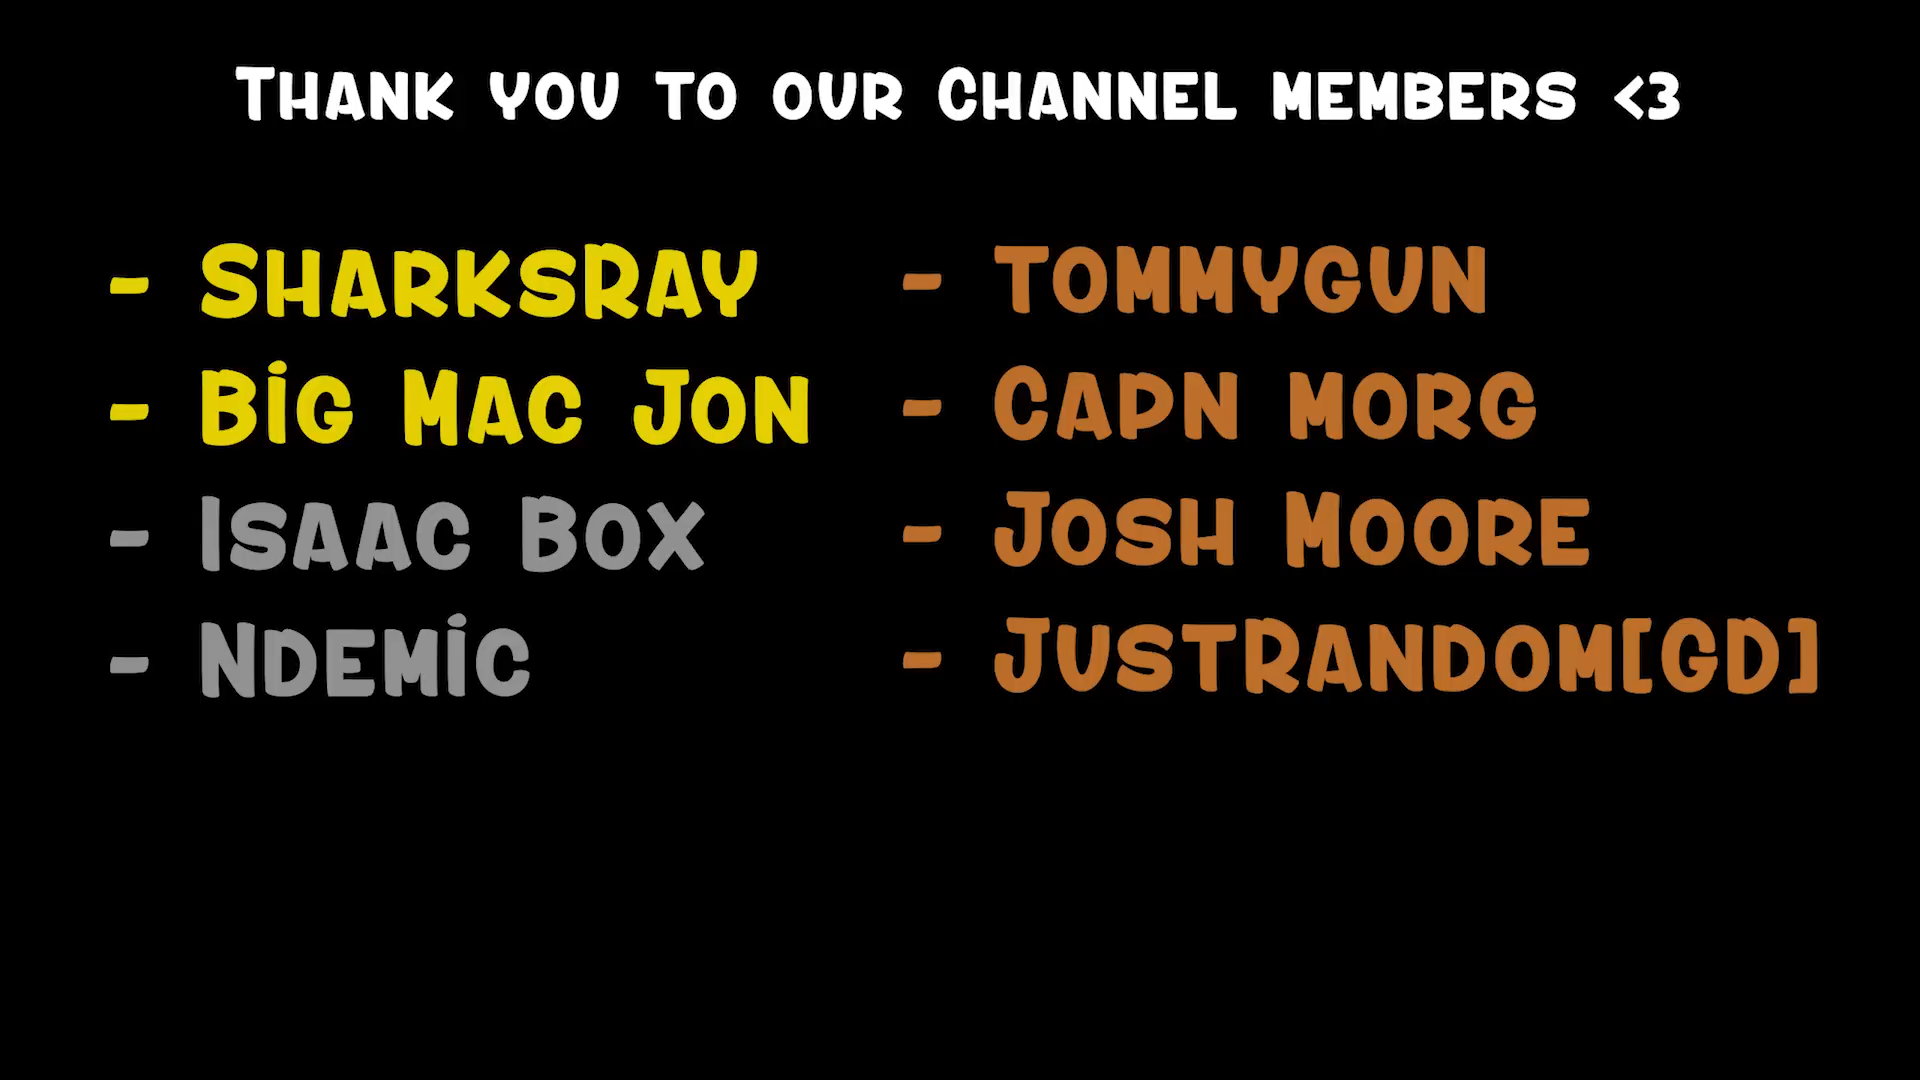 Thank you to our Channel members <3
- SharksRay
- Big Mac Jon
- Isaac Box
- Ndemic
- tommygun
- Capn morg
- Josh Moore
- JustRandom[GD]